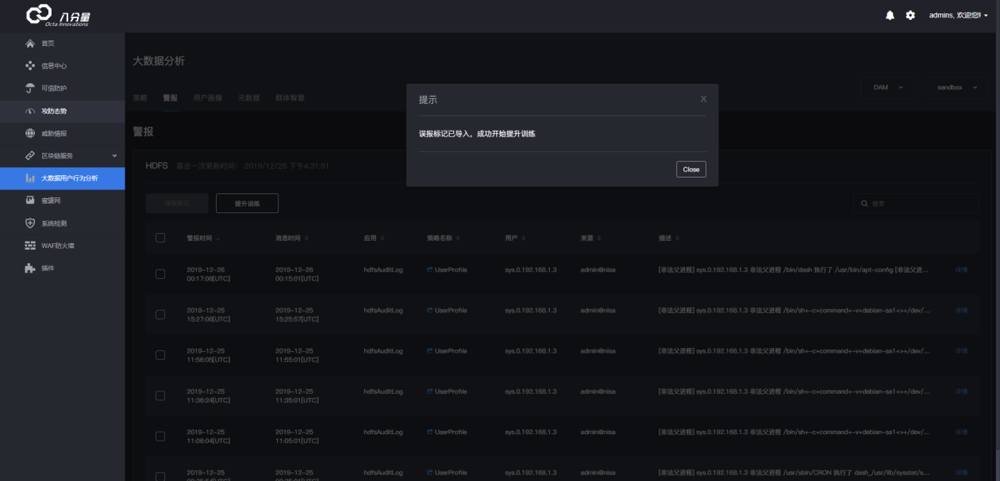 八分量
Octa Innovations
admins, 欢迎您!
首页
信息中心
可信防护
攻防态势
威胁情报
区块链服务
大数据用户行为分析
蜜罐网
系统检测
WAF防火墙
插件
大数据分析
DAM
sandbox
策略 警报 用户画像 元数据 群体智慧
警报
提示
X
误报标记已导入，成功开始提升训练
Close
HDFS 最近一次更新时间： 2019/12/26 下午4:31:51
误报标记 提升训练 搜索
警报时间 消息时间 应用 策略名称 用户 来源 描述
2019-12-26 00:17:08[UTC] 2019-12-26 00:15:01[UTC] hdfsAuditLog UserProfile sys.0.192.168.1.3 admin@nisa [非法父进程] sys.0.192.168.1.3 非法父进程 /bin/dash 执行了 /usr/bin/apt-config [非法父进... 详情
2019-12-25 15:27:06[UTC] 2019-12-25 15:25:57[UTC] hdfsAuditLog UserProfile sys.0.192.168.1.3 admin@nisa [非法父进程] sys.0.192.168.1.3 非法父进程 /bin/sh+-c+command+-v+debian-sa1+>+/dev/... 详情
2019-12-25 11:56:05[UTC] 2019-12-25 11:55:01[UTC] hdfsAuditLog UserProfile sys.0.192.168.1.3 admin@nisa [非法父进程] sys.0.192.168.1.3 非法父进程 /bin/sh+-c+command+-v+debian-sa1+>+/dev/... 详情
2019-12-25 11:36:24[UTC] 2019-12-25 11:35:01[UTC] hdfsAuditLog UserProfile sys.0.192.168.1.3 admin@nisa [非法父进程] sys.0.192.168.1.3 非法父进程 /bin/sh+-c+command+-v+debian-sa1+>+/dev/... 详情
2019-12-25 11:06:04[UTC] 2019-12-25 11:05:01[UTC] hdfsAuditLog UserProfile sys.0.192.168.1.3 admin@nisa [非法父进程] sys.0.192.168.1.3 非法父进程 /bin/sh+-c+command+-v+debian-sa1+>+/dev/... 详情
2019-12-25 hdfsAuditLog UserProfile sys.0.192.168.1.3 admin@nisa [非法父进程] sys.0.192.168.1.3 非法父进程 /usr/sbin/CRON 执行了 dash_/usr/lib/sysstat/s... 详情